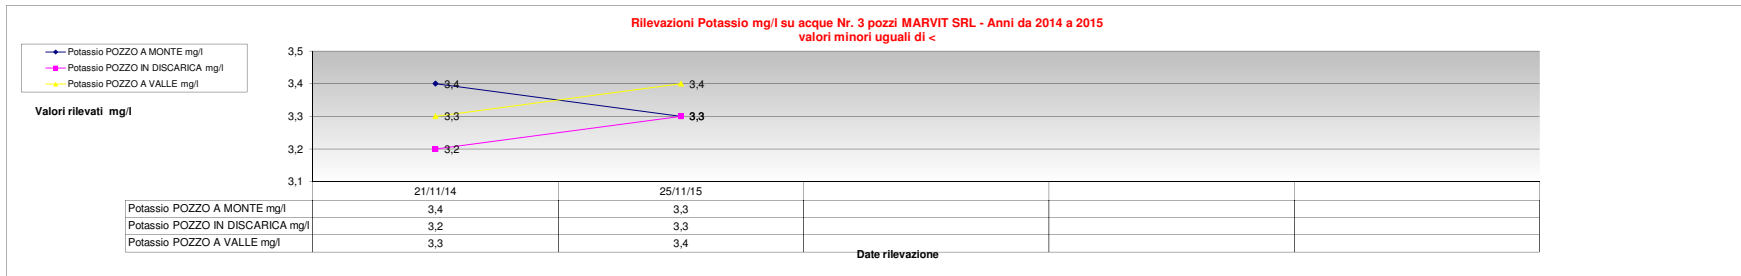 Rilevazioni Potassio mg/l su acque Nr. 3 pozzi MARVIT SRL - Anni da 2014 a 2015
valori minori uguali di <
Potassio POZZO A MONTE mg/l
Potassio POZZO IN DISCARICA mg/l
Potassio POZZO A VALLE mg/l
Valori rilevati mg/l
3,5
3,4
3,3
3,2
3,1
3,4
3,3
3,2
3,4
3,3
21/11/14 25/11/15
Potassio POZZO A MONTE mg/l 3,4 3,3
Potassio POZZO IN DISCARICA mg/l 3,2 3,3
Potassio POZZO A VALLE mg/l 3,3 3,4
Date rilevazione